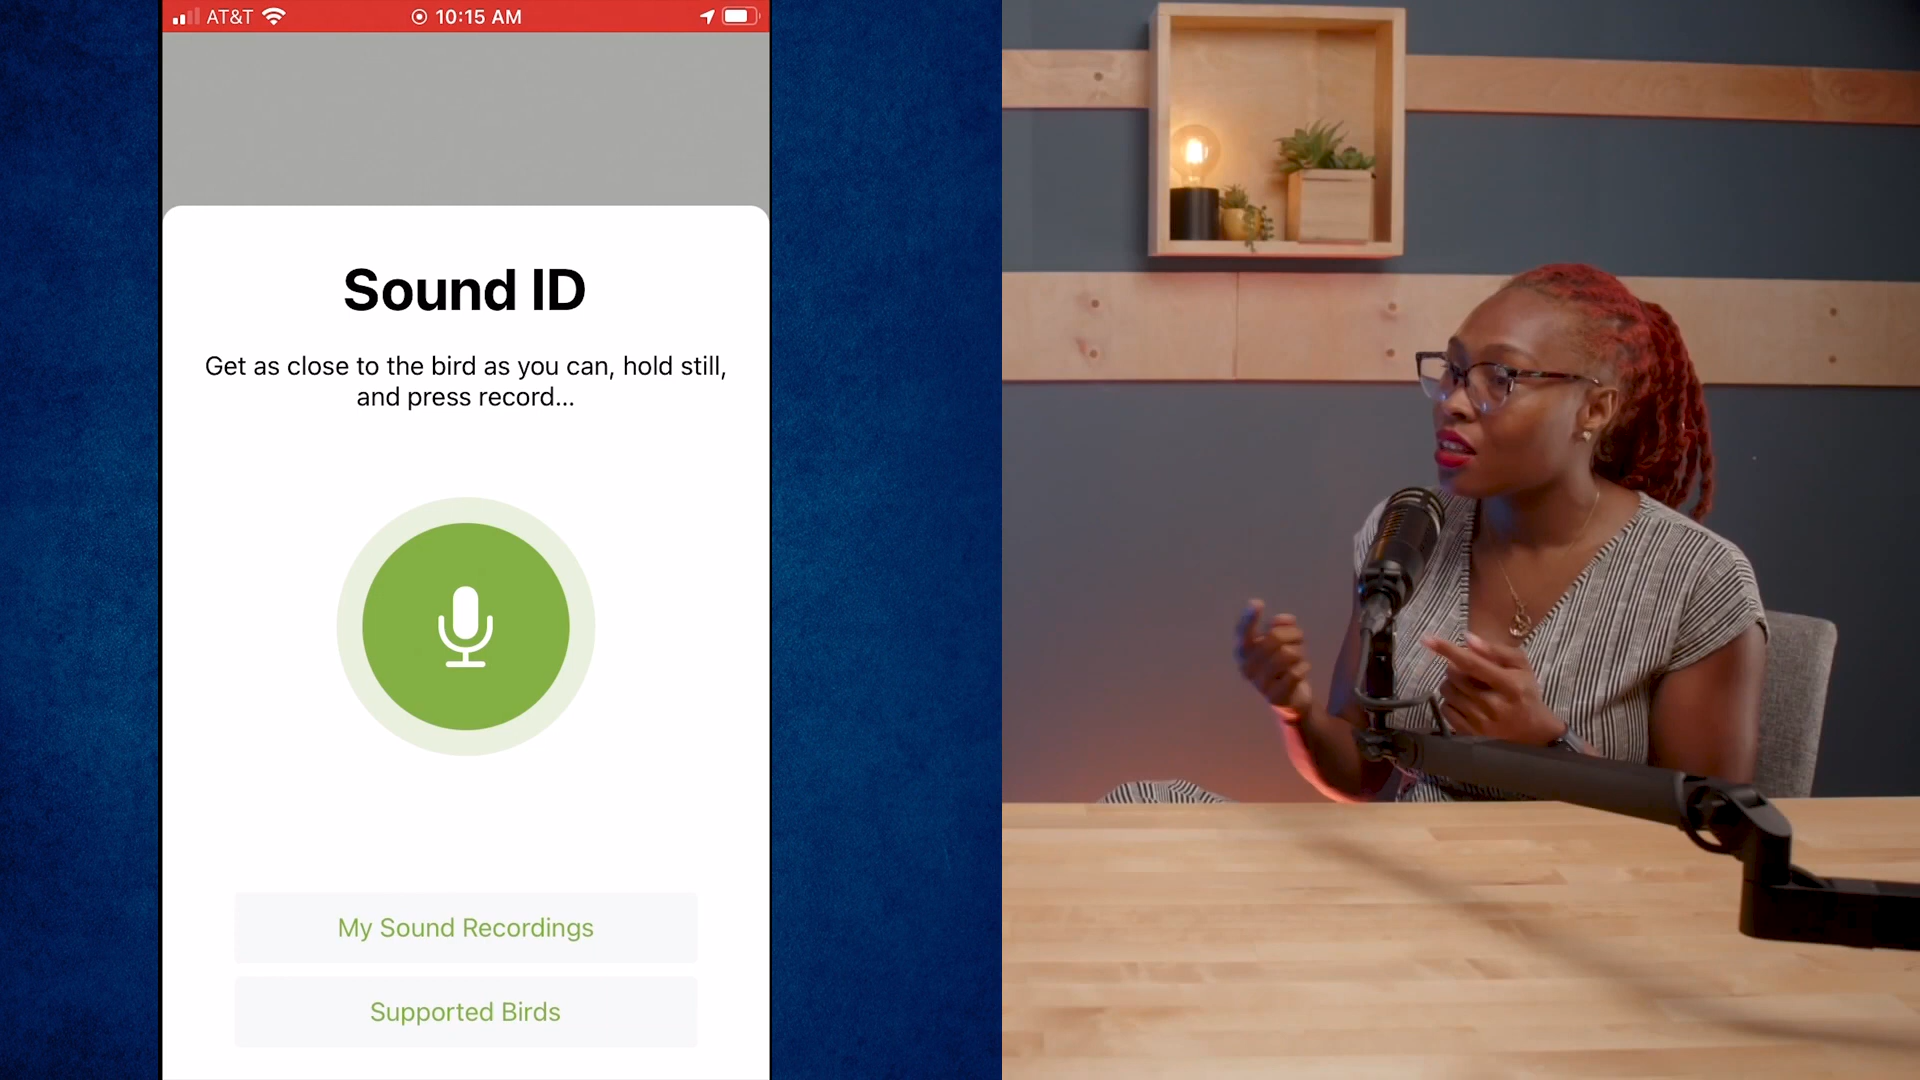 AT&T 10:15 AM
Sound ID
Get as close to the bird as you can, hold still,
and press record...
My Sound Recordings
Supported Birds